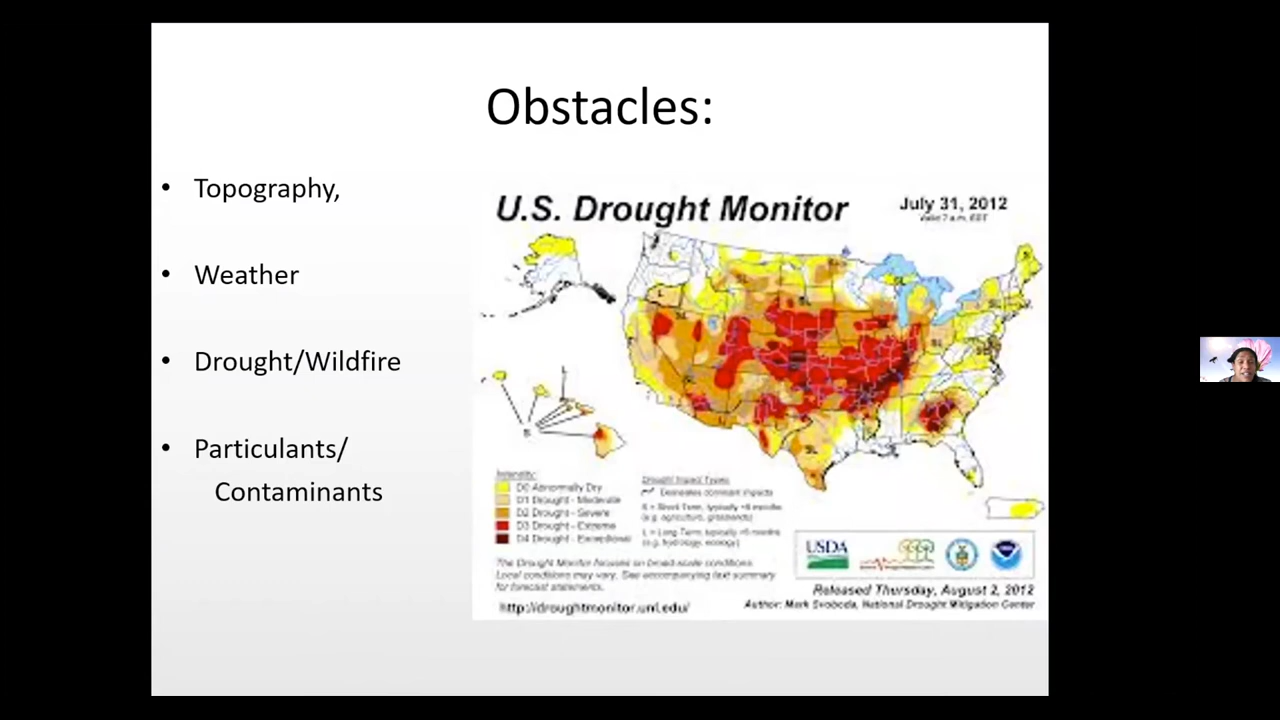 Obstacles:
• Topography,
• Weather
• Drought/Wildfire
• Particulants/
Contaminants
U.S. Drought Monitor
July 31, 2012
Valid 7 a.m. EDT
Intensity:
D0 Abnormally Dry
D1 Drought - Moderate
D2 Drought - Severe
D3 Drought - Extreme
D4 Drought - Exceptional
Drought Impact Types:
Delineates dominant impacts
S = Short-Term, typically <6 months
(e.g. agriculture, grasslands)
L = Long-Term, typically >6 months
(e.g. hydrology, ecology)
The Drought Monitor focuses on broad-scale conditions.
Local conditions may vary. See accompanying text summary
for forecast statements.
http://droughtmonitor.unl.edu/
USDA
Released Thursday, August 2, 2012
Author: Mark Svoboda, National Drought Mitigation Center